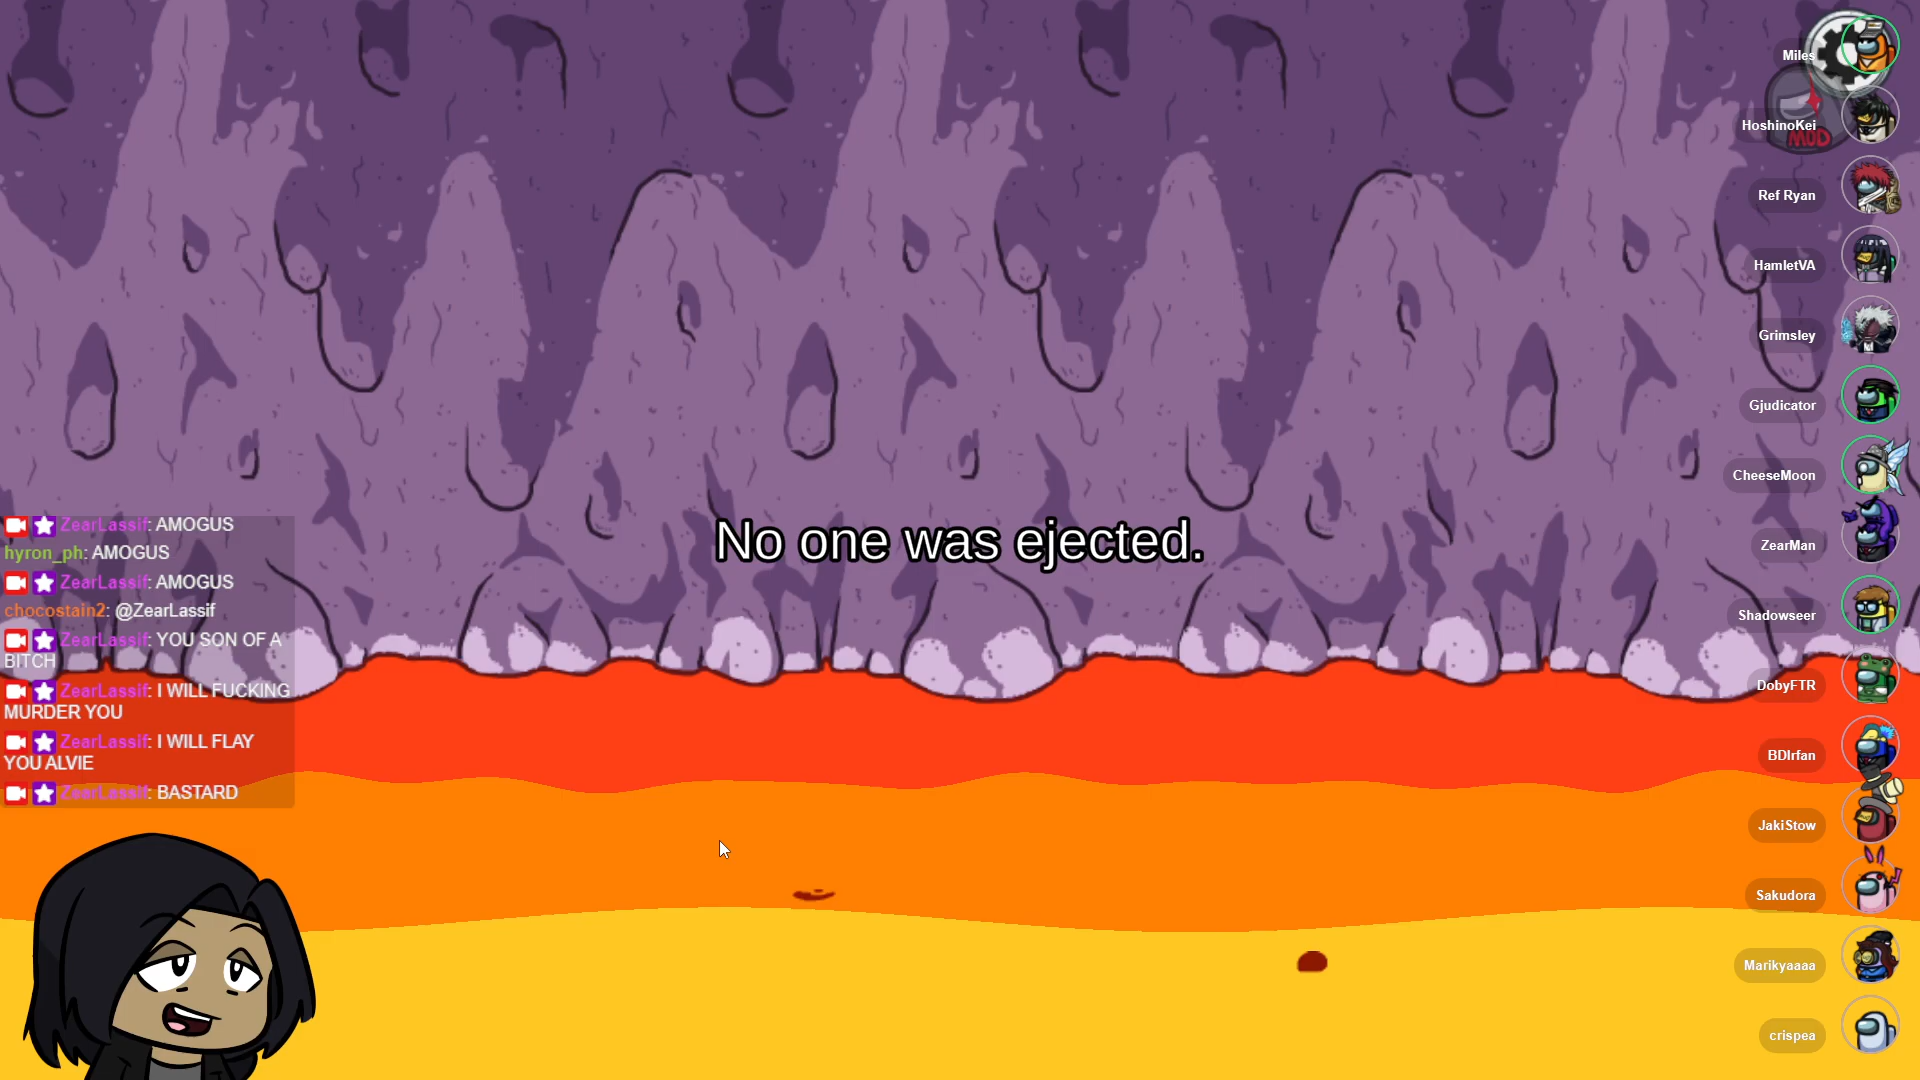 Miles
HoshinoKei
MOD
Ref Ryan
HamletVA
Grimsley
Gjudicator
CheeseMoon
ZearMan
Shadowseer
DobyFTR
BDIrfan
JakiStow
Sakudora
Marikyaaaa
crispea
No one was ejected.
ZearLassif: AMOGUS
hyron_ph: AMOGUS
ZearLassif: AMOGUS
chocostain2: @ZearLassif
ZearLassif: YOU SON OF A
BITCH
ZearLassif: I WILL FUCKING
MURDER YOU
ZearLassif: I WILL FLAY
YOU ALVIE
ZearLassif: BASTARD